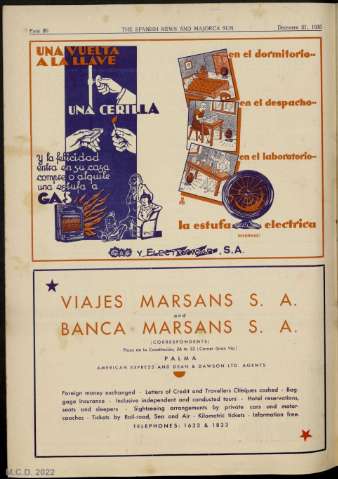 THE SPANISH NEWS AND MAJORCA SUN
UNA VUELTA
A LA LLAVE
UNA CERILLA
y la felicidad
entra en su casa
compre o alquile
una estufa a
GAS
en el dormitorio--
en el despacho-
en el laboratorio-
la estufa electrica
GAS Y ELECTRICIDAD, S.A.
VIAJES MARSANS S. A.
and
BANCA MARSANS S. A.
(CORRESPONDENTS)
PALMA
AMERICAN EXPRESS AND DEAN & DAWSON LTD. AGENTS
Foreign money exchanged - Letters of Credit and Travellers Cheques cashed - Bag-
gage insurance - Inclusive independent and conducted tours - Hotel reservations,
seats and sleepers - Sightseeing arrangements by private cars and motor-
coaches - Tickets by Rail-road, Sea and Air - Kilometric tickets - Information free.
TELEPHONES: 1622 & 1822
M.C.D. 2022